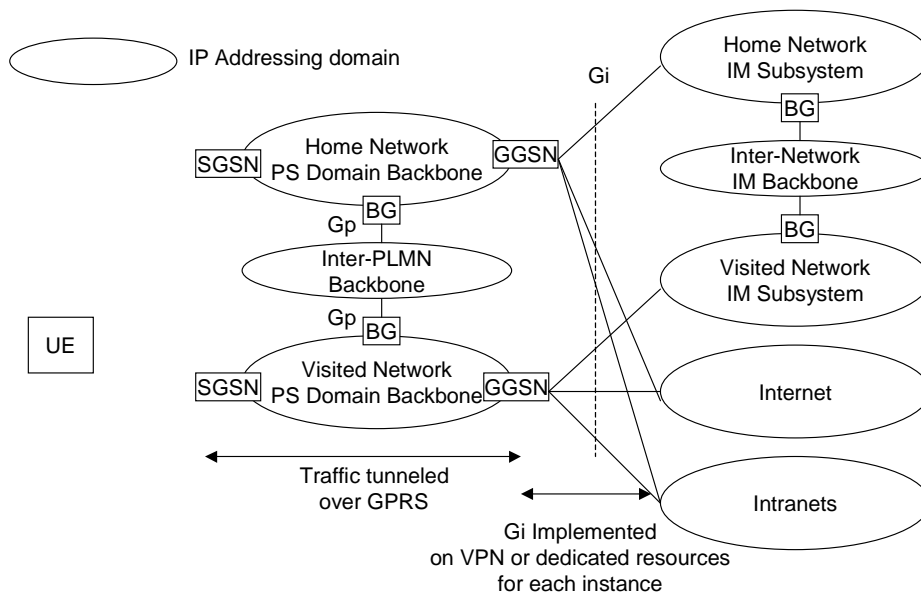 IP Addressing domain
Home Network
IM Subsystem
Gi
BG
SGSN
Home Network
PS Domain Backbone
GGSN
Inter-Network
IM Backbone
BG
Gp
BG
Inter-PLMN
Backbone
Visited Network
IM Subsystem
Gp
BG
UE
SGSN
Visited Network
PS Domain Backbone
GGSN
Internet
Traffic tunneled
over GPRS
Intranets
Gi Implemented
on VPN or dedicated resources
for each instance